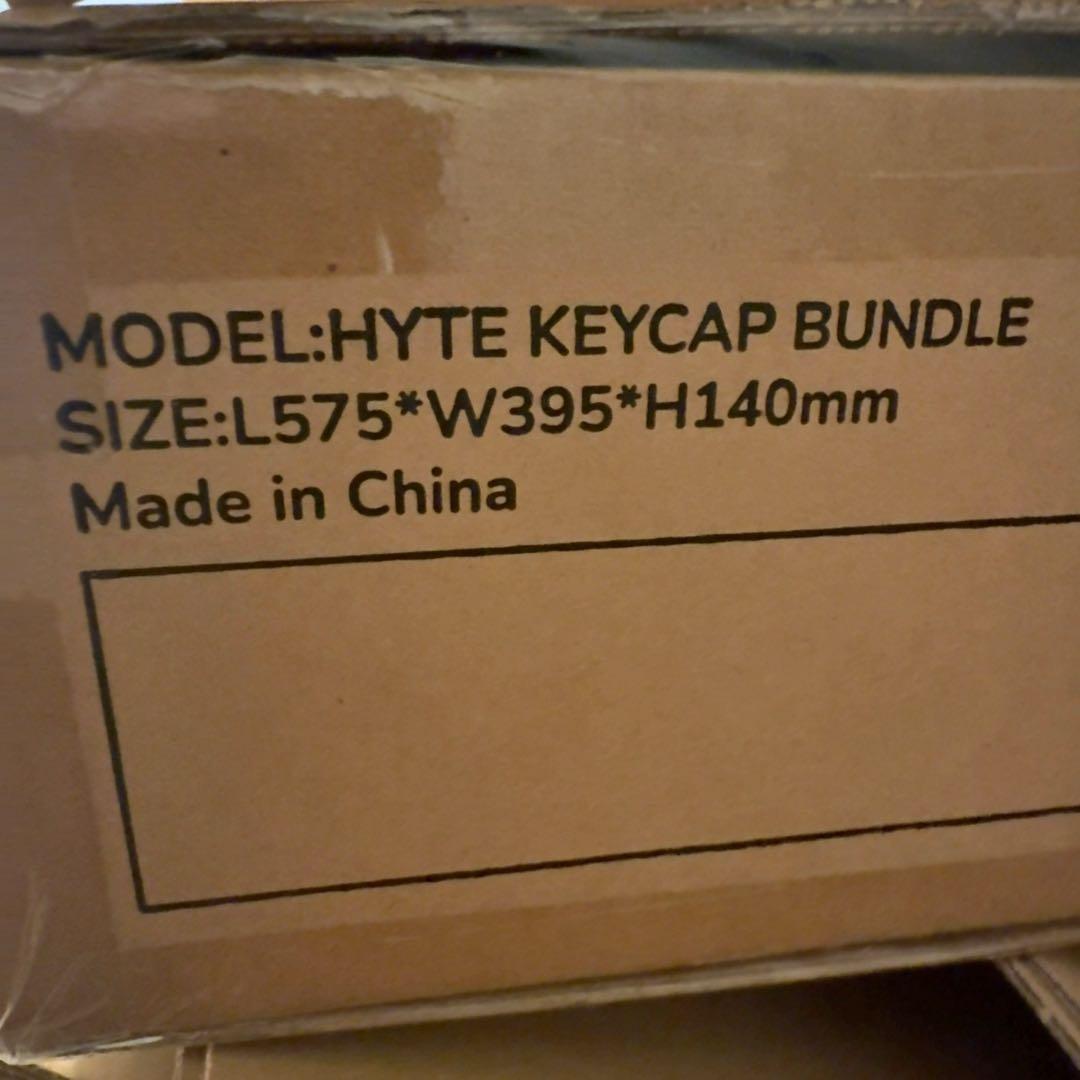 MODEL:HYTE KEYCAP BUNDLE
SIZE:L575*W395*H140mm
Made in China